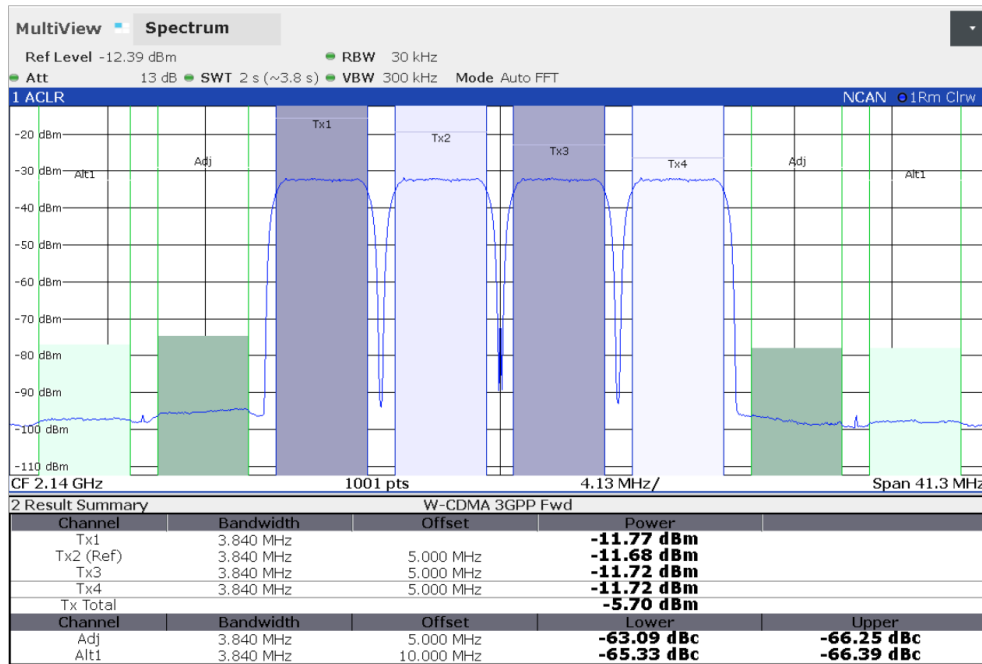 MultiView Spectrum
Ref Level -12.39 dBm RBW 30 kHz
Att 13 dB SWT 2 s (~3.8 s) VBW 300 kHz Mode Auto FFT
1 ACLR NCAN 1Rm Clrw
Tx1
-20 dBm
Tx2
Tx3
Adj Tx4 Adj
-30 dBm
Alt1 Alt1
-40 dBm
-50 dBm
-60 dBm
-70 dBm
-80 dBm
-90 dBm
-100 dBm
-110 dBm
CF 2.14 GHz 1001 pts 4.13 MHz/ Span 41.3 MHz
2 Result Summary W-CDMA 3GPP Fwd
Channel Bandwidth Offset Power
Tx1 3.840 MHz -11.77 dBm
Tx2 (Ref) 3.840 MHz 5.000 MHz -11.68 dBm
Tx3 3.840 MHz 5.000 MHz -11.72 dBm
Tx4 3.840 MHz 5.000 MHz -11.72 dBm
Tx Total -5.70 dBm
Channel Bandwidth Offset Lower Upper
Adj 3.840 MHz 5.000 MHz -63.09 dBc -66.25 dBc
Alt1 3.840 MHz 10.000 MHz -65.33 dBc -66.39 dBc